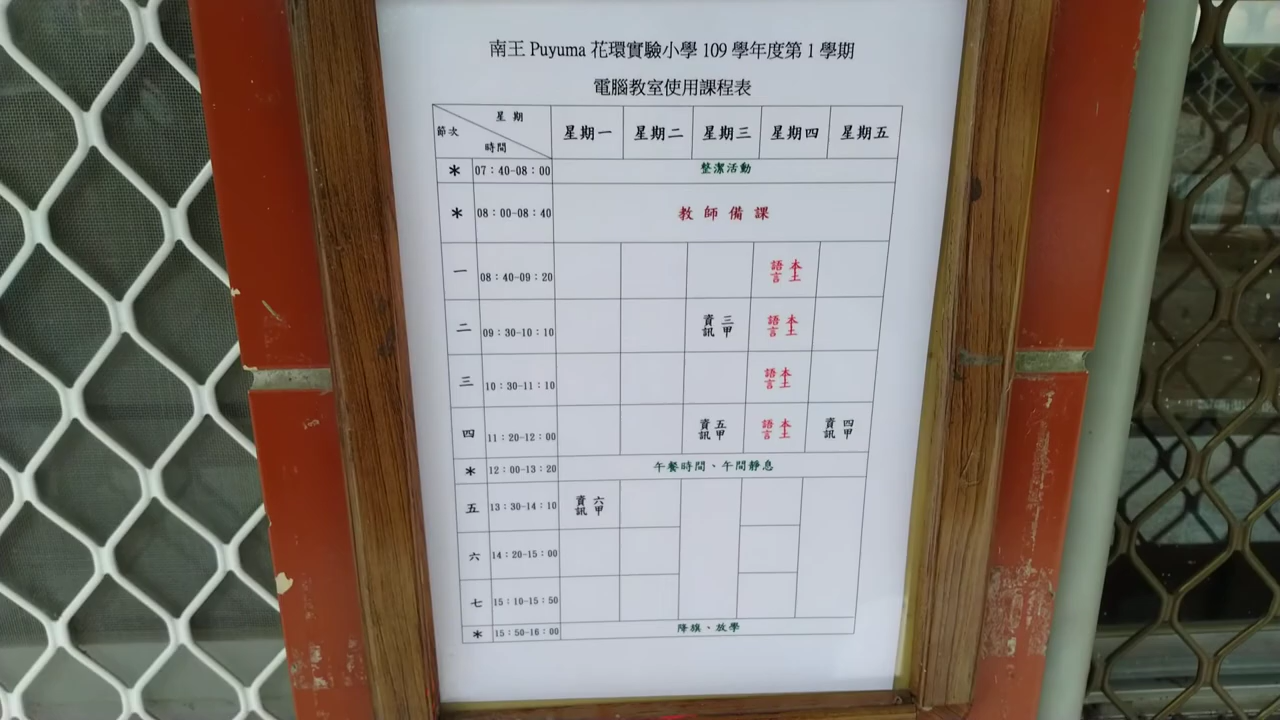 南王 Puyuma 花環實驗小學 109 學年度第 1 學期
電腦教室使用課程表
星期
節次
時間
星期一 星期二 星期三 星期四 星期五
* 07:40-08:00 整潔活動
* 08:00-08:40 教師備課
一 08:40-09:20 本土語言
二 09:30-10:10 三甲資訊 本土語言
三 10:30-11:10 本土語言
四 11:20-12:00 五甲資訊 本土語言 四甲資訊
* 12:00-13:20 午餐時間、午間靜息
五 13:30-14:10 六甲資訊
六 14:20-15:00
七 15:10-15:50
* 15:50-16:00 降旗、放學